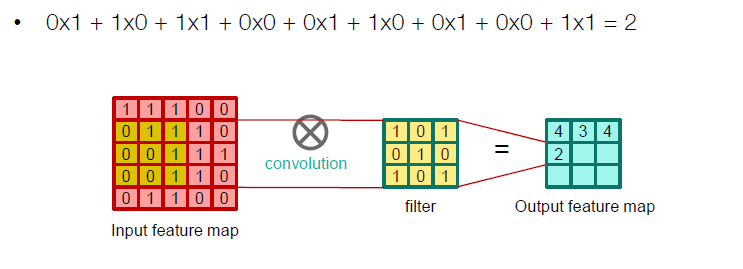 • 0x1 + 1x0 + 1x1 + 0x0 + 0x1 + 1x0 + 0x1 + 0x0 + 1x1 = 2
1 1 1 0 0
0 1 1 1 0
0 0 1 1 1
0 0 1 1 0
0 1 1 0 0
Input feature map
convolution
1 0 1
0 1 0
1 0 1
filter
=
4 3 4
2
Output feature map